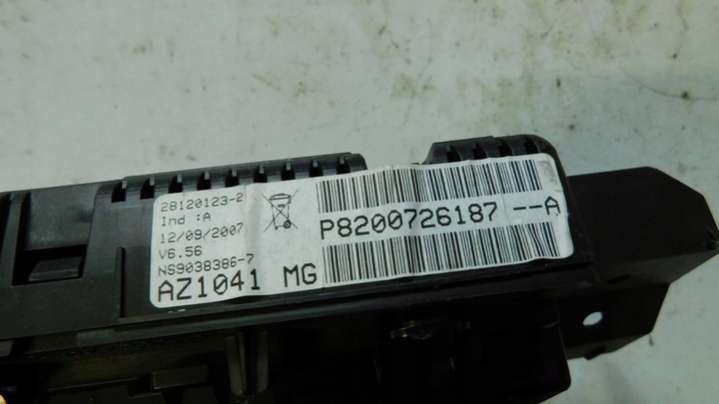 28120123-2
Ind :A
12/09/2007
V6.56
NS9038386-7
AZ1041 MG
P8200726187 --A